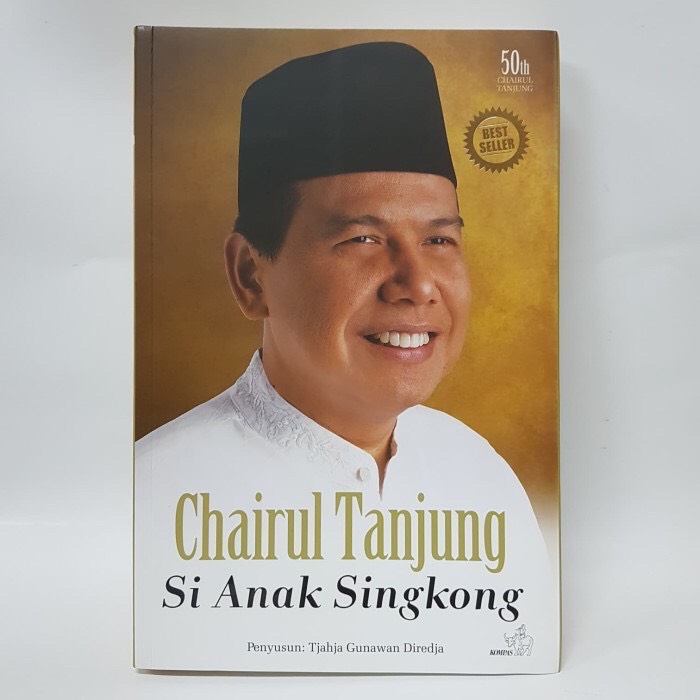 50th
CHAIRUL
TANJUNG
BEST
SELLER
Chairul Tanjung
Si Anak Singkong
Penyusun: Tjahja Gunawan Diredja
KOMPAS